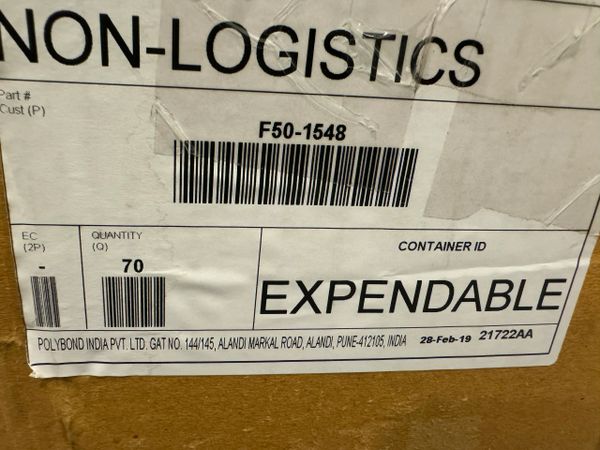 NON-LOGISTICS
Part #
Cust (P)
F50-1548
EC
(2P)
-
QUANTITY
(Q)
70
CONTAINER ID
EXPENDABLE
POLYBOND INDIA PVT. LTD. GAT NO. 144/145, ALANDI MARKAL ROAD, ALANDI, PUNE-412105, INDIA 28-Feb-19 21722AA